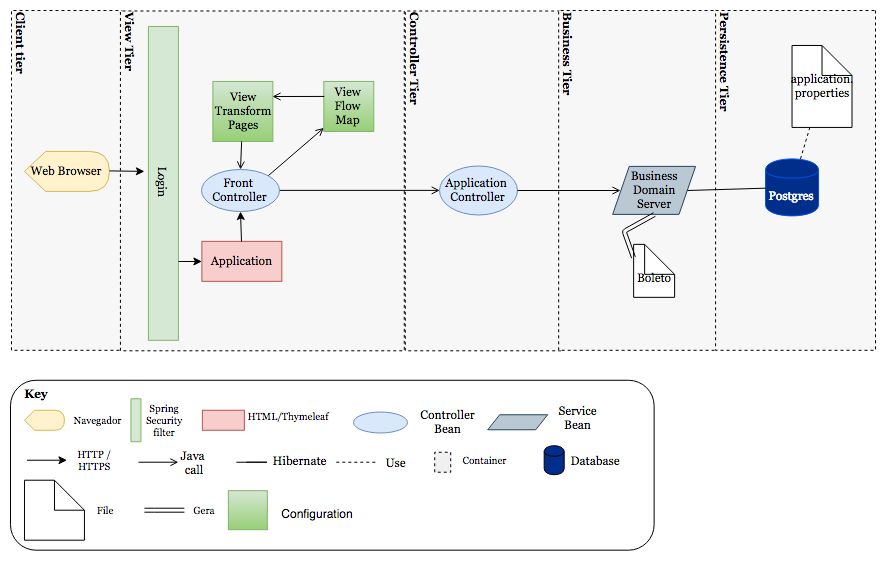 Client tier
View Tier
Controller Tier
Business Tier
Persistence Tier
Web Browser
Login
View
Transform
Pages
View
Flow
Map
Front
Controller
Application
Application
Controller
Business
Domain
Server
Boleto
application.
properties
Postgres
Key
Navegador
Spring
Security
filter
HTML/Thymeleaf
Controller
Bean
Service
Bean
HTTP /
HTTPS
Java
call
Hibernate
Use
Container
Database
File
Gera
Configuration